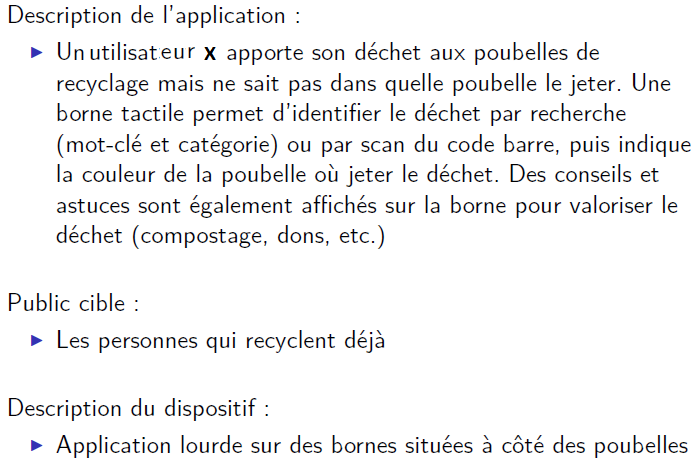 Description de l'application :
▶ Un utilisateur x apporte son déchet aux poubelles de
recyclage mais ne sait pas dans quelle poubelle le jeter. Une
borne tactile permet d'identifier le déchet par recherche
(mot-clé et catégorie) ou par scan du code barre, puis indique
la couleur de la poubelle où jeter le déchet. Des conseils et
astuces sont également affichés sur la borne pour valoriser le
déchet (compostage, dons, etc.)
Public cible :
▶ Les personnes qui recyclent déjà
Description du dispositif :
▶ Application lourde sur des bornes situées à côté des poubelles